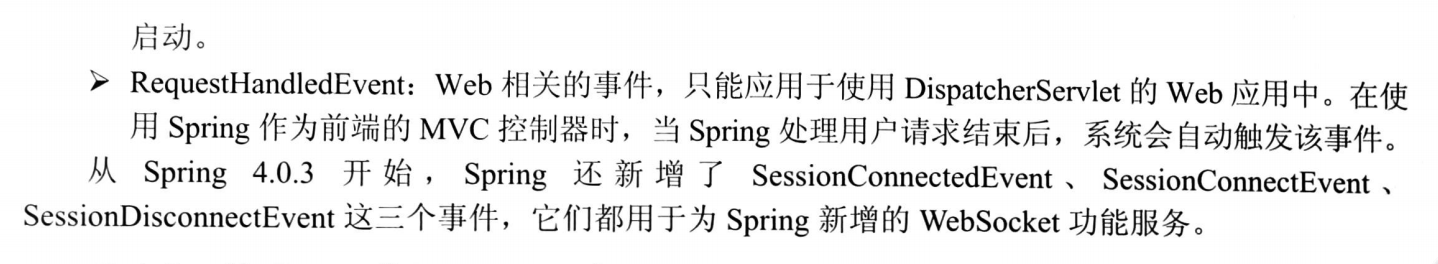 启动。
➢ RequestHandledEvent：Web 相关的事件，只能应用于使用 DispatcherServlet 的 Web 应用中。在使
用 Spring 作为前端的 MVC 控制器时，当 Spring 处理用户请求结束后，系统会自动触发该事件。
从 Spring 4.0.3 开始，Spring 还新增了 SessionConnectedEvent、SessionConnectEvent、
SessionDisconnectEvent 这三个事件，它们都用于为 Spring 新增的 WebSocket 功能服务。